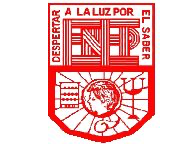 DESPERTAR A LA LUZ POR EL SABER
ENP